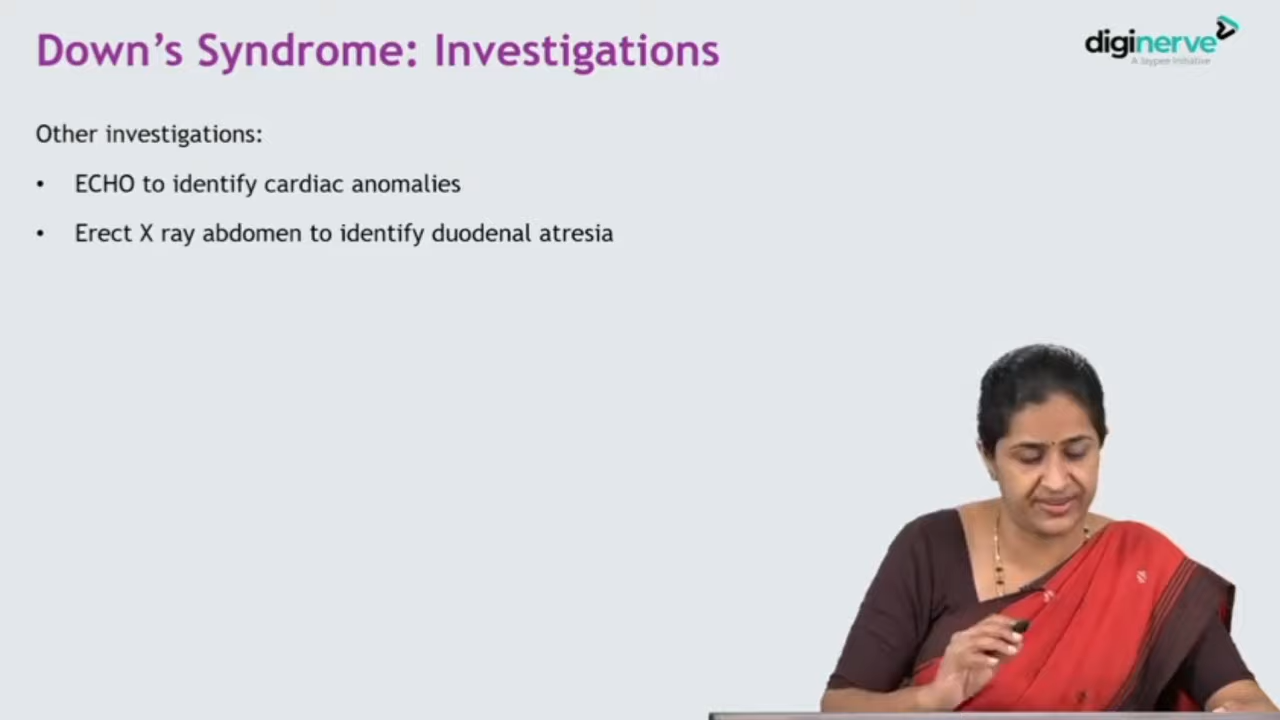 Down's Syndrome: Investigations
diginerve
A Jaypee Initiative
Other investigations:
• ECHO to identify cardiac anomalies
• Erect X ray abdomen to identify duodenal atresia